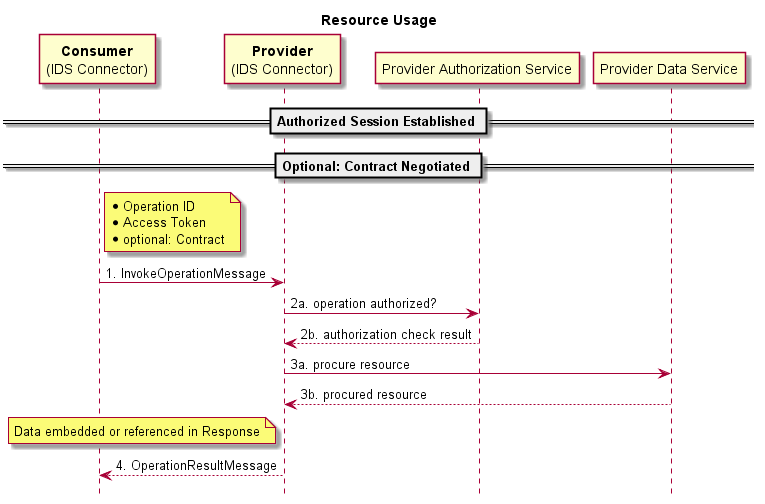 Resource Usage
Consumer
(IDS Connector)
Provider
(IDS Connector)
Provider Authorization Service
Provider Data Service
Authorized Session Established
Optional: Contract Negotiated
• Operation ID
• Access Token
• optional: Contract
1. InvokeOperationMessage
2a. operation authorized?
2b. authorization check result
3a. procure resource
3b. procured resource
Data embedded or referenced in Response
4. OperationResultMessage